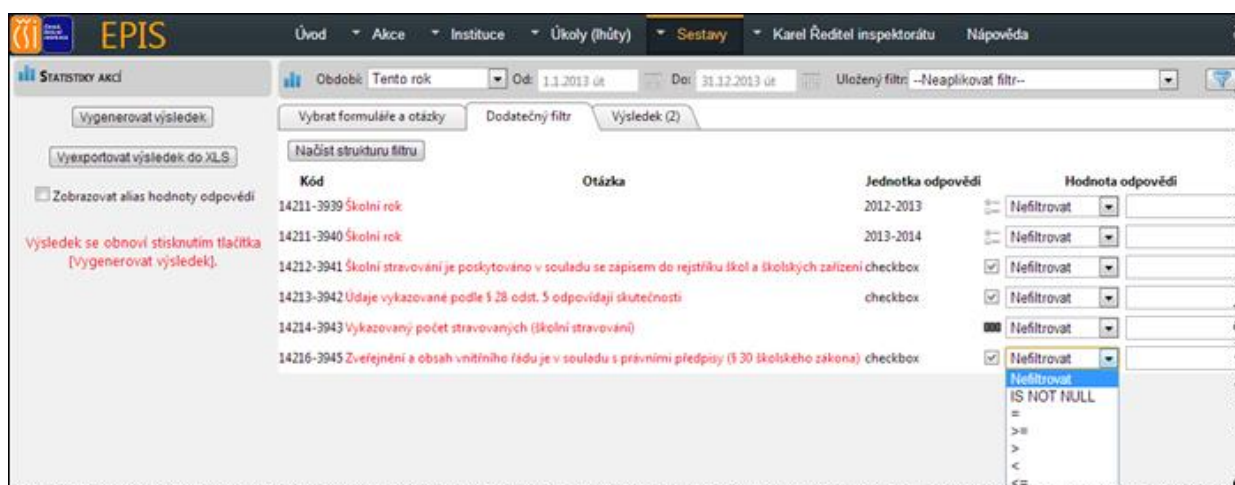 EPIS
Úvod Akce Instituce Úkoly (lhůty) Sestavy Karel Ředitel inspektorátu Nápověda
STATISTIKY AKCÍ
Období: Tento rok Od: 1.1.2013 út Do: 31.12.2013 út Uložený filtr: --Neaplikovat filtr--
Vygenerovat výsledek
Vyexportovat výsledek do XLS
Zobrazovat alias hodnoty odpovědí
Výsledek se obnoví stisknutím tlačítka
[Vygenerovat výsledek].
Vybrat formuláře a otázky Dodatečný filtr Výsledek (2)
Načíst strukturu filtru
Kód Otázka Jednotka odpovědi Hodnota odpovědi
14211-3939 Školní rok 2012-2013 Nefiltrovat
14211-3940 Školní rok 2013-2014 Nefiltrovat
14212-3941 Školní stravování je poskytováno v souladu se zápisem do rejstříku škol a školských zařízení checkbox Nefiltrovat
14213-3942 Údaje vykazované podle § 28 odst. 5 odpovídají skutečnosti checkbox Nefiltrovat
14214-3943 Vykazovaný počet stravovaných (školní stravování) Nefiltrovat
14216-3945 Zveřejnění a obsah vnitřního řádu je v souladu s právními předpisy (§ 30 školského zákona) checkbox Nefiltrovat
Nefiltrovat
IS NOT NULL
=
>=
>
<
<=